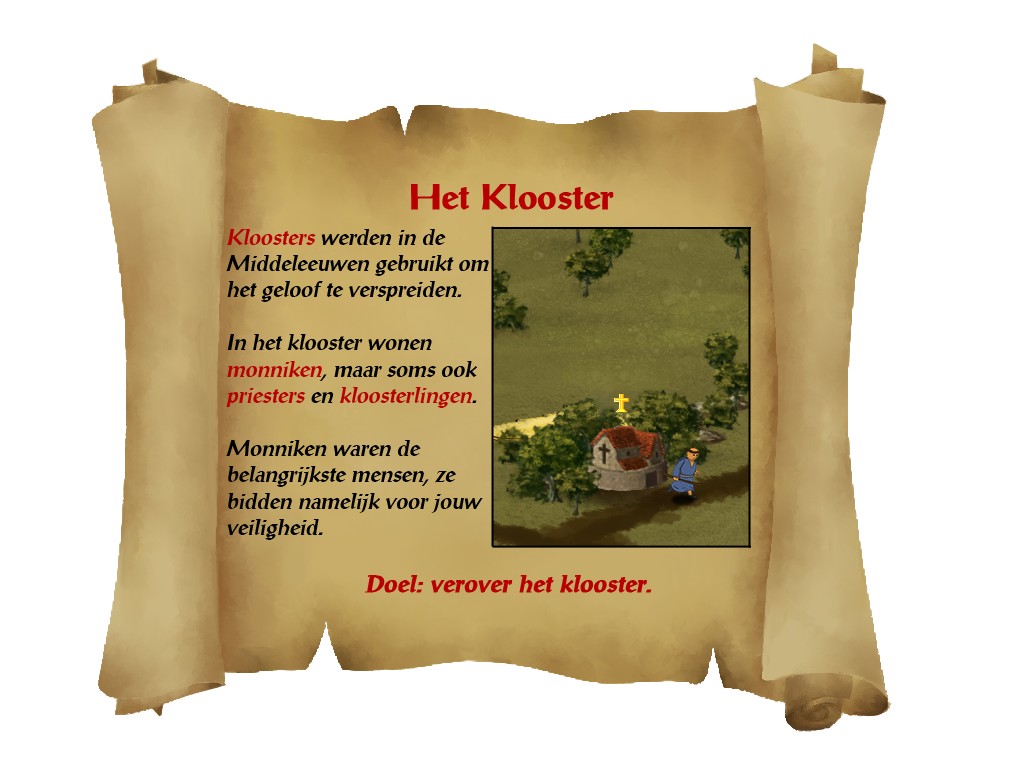 Het Klooster
Kloosters werden in de
Middeleeuwen gebruikt om
het geloof te verspreiden.
In het klooster wonen
monniken, maar soms ook
priesters en kloosterlingen.
Monniken waren de
belangrijkste mensen, ze
bidden namelijk voor jouw
veiligheid.
Doel: verover het klooster.